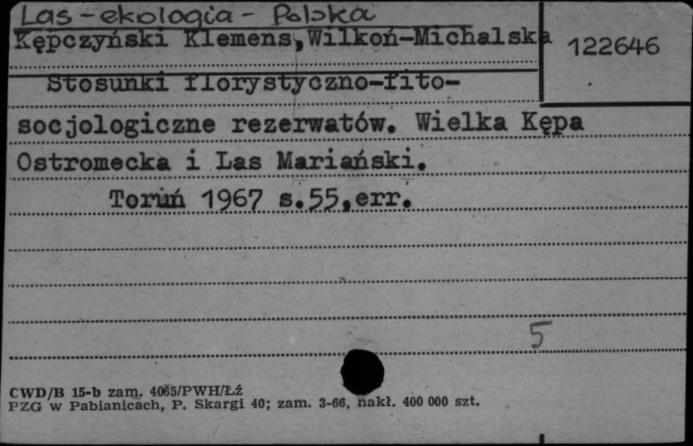 Las-ekologia - Polska
Kępczyński Klemens,Wilkoń-Michalska
122646
Stosunki florystyczno-fito-
socjologiczne rezerwatów. Wielka Kępa
Ostromecka i Las Mariański.
Toruń 1967 s.55,err.
5
CWD/B 15-b zam. 4065/PWH/Łź
PZG w Pabianicach, P. Skargi 40; zam. 3-66, nakł. 400 000 szt.